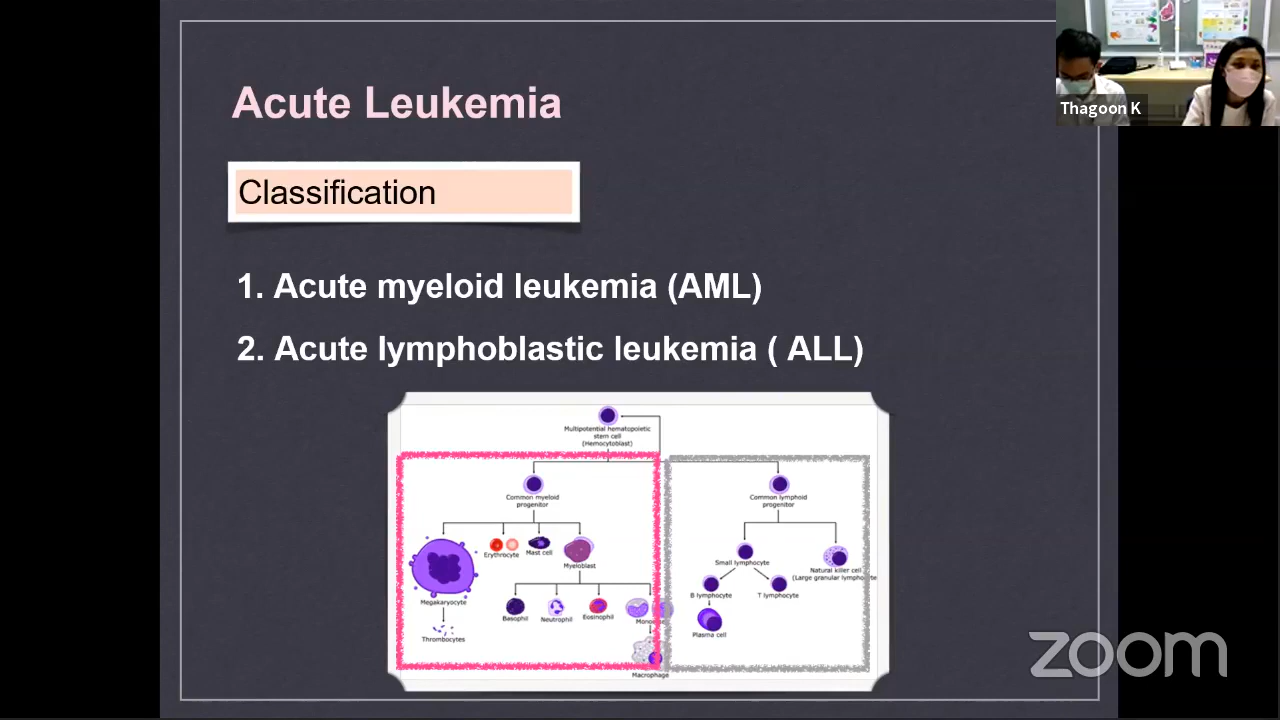 Acute Leukemia
Thagoon K
Classification
1. Acute myeloid leukemia (AML)
2. Acute lymphoblastic leukemia ( ALL)
Multipotential hematopoietic
stem cell
(Hemocytoblast)
Common myeloid
progenitor
Common lymphoid
progenitor
Erythrocyte
Mast cell
Myeloblast
Small lymphocyte
Natural killer cell
(Large granular lymphocyte
Megakaryocyte
Basophil
Neutrophil
Eosinophil
B lymphocyte
T lymphocyte
Thrombocytes
Plasma cell
Macrophage
zoom